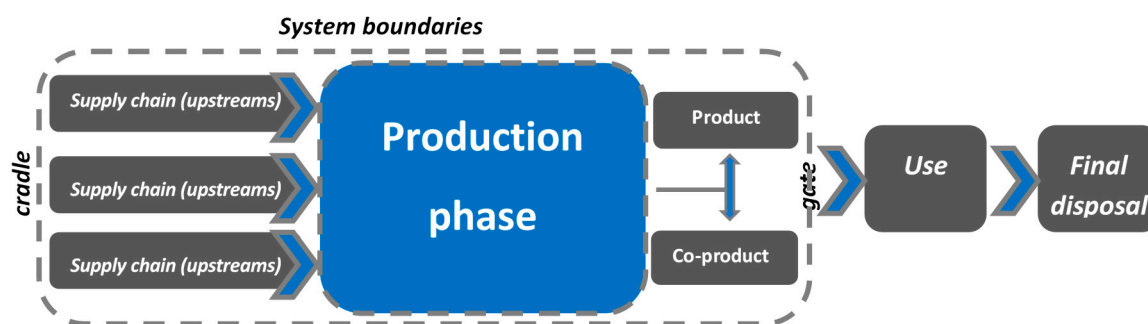 System boundaries
cradle
Supply chain (upstreams)
Supply chain (upstreams)
Supply chain (upstreams)
Production
phase
Product
Co-product
gate
Use
Final
disposal